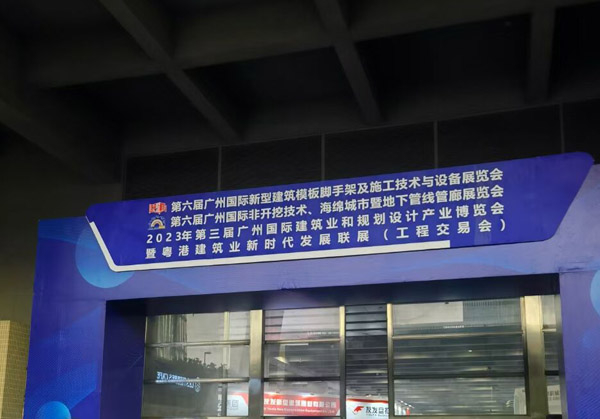 第六届广州国际新型建筑模板脚手架及施工技术与设备展览会
第六届广州国际非开挖技术、海绵城市暨地下管线管廊展览会
2023年第三届广州国际建筑业和规划设计产业博览会
暨粤港建筑业新时代发展联展（工程交易会）